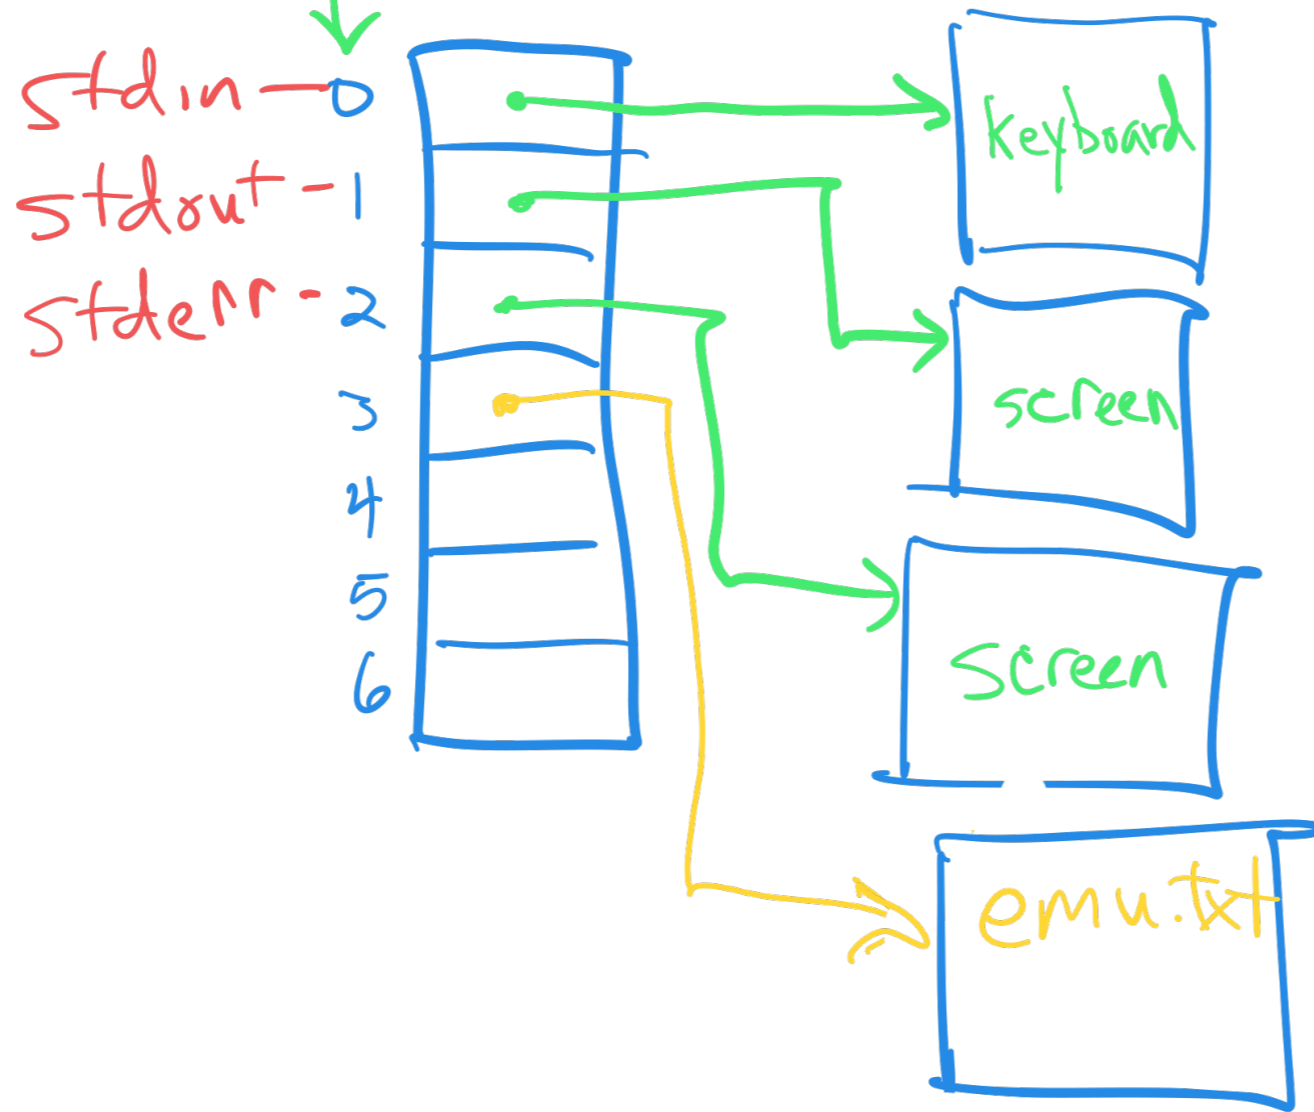 stdin - 0
stdout - 1
stderr - 2
3
4
5
6
keyboard
screen
screen
emu.txt